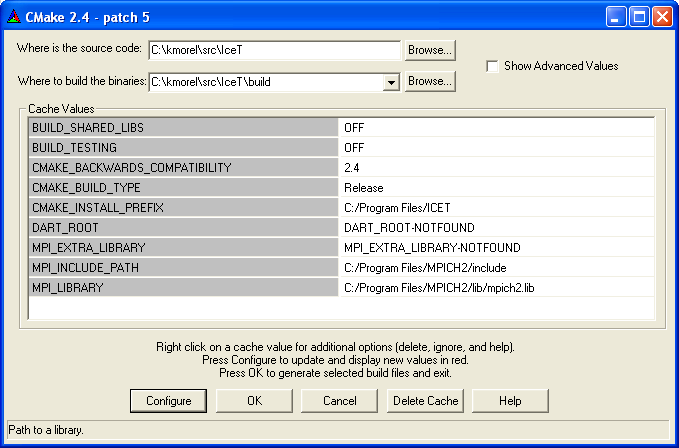 CMake 2.4 - patch 5
Where is the source code: C:\kmorel\src\IceT Browse...
Show Advanced Values
Where to build the binaries: C:\kmorel\src\IceT\build Browse...
Cache Values
BUILD_SHARED_LIBS OFF
BUILD_TESTING OFF
CMAKE_BACKWARDS_COMPATIBILITY 2.4
CMAKE_BUILD_TYPE Release
CMAKE_INSTALL_PREFIX C:/Program Files/ICET
DART_ROOT DART_ROOT-NOTFOUND
MPI_EXTRA_LIBRARY MPI_EXTRA_LIBRARY-NOTFOUND
MPI_INCLUDE_PATH C:/Program Files/MPICH2/include
MPI_LIBRARY C:/Program Files/MPICH2/lib/mpich2.lib
Right click on a cache value for additional options (delete, ignore, and help).
Press Configure to update and display new values in red.
Press OK to generate selected build files and exit.
Configure OK Cancel Delete Cache Help
Path to a library.